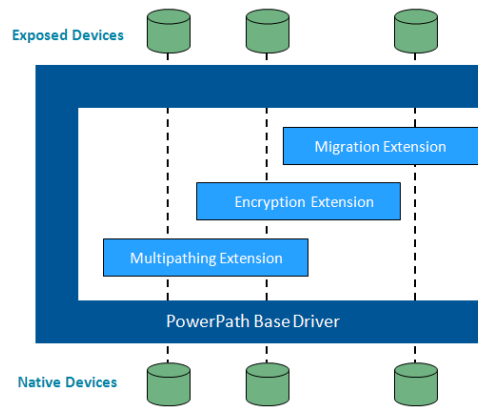 Exposed Devices
Migration Extension
Encryption Extension
Multipathing Extension
PowerPath Base Driver
Native Devices